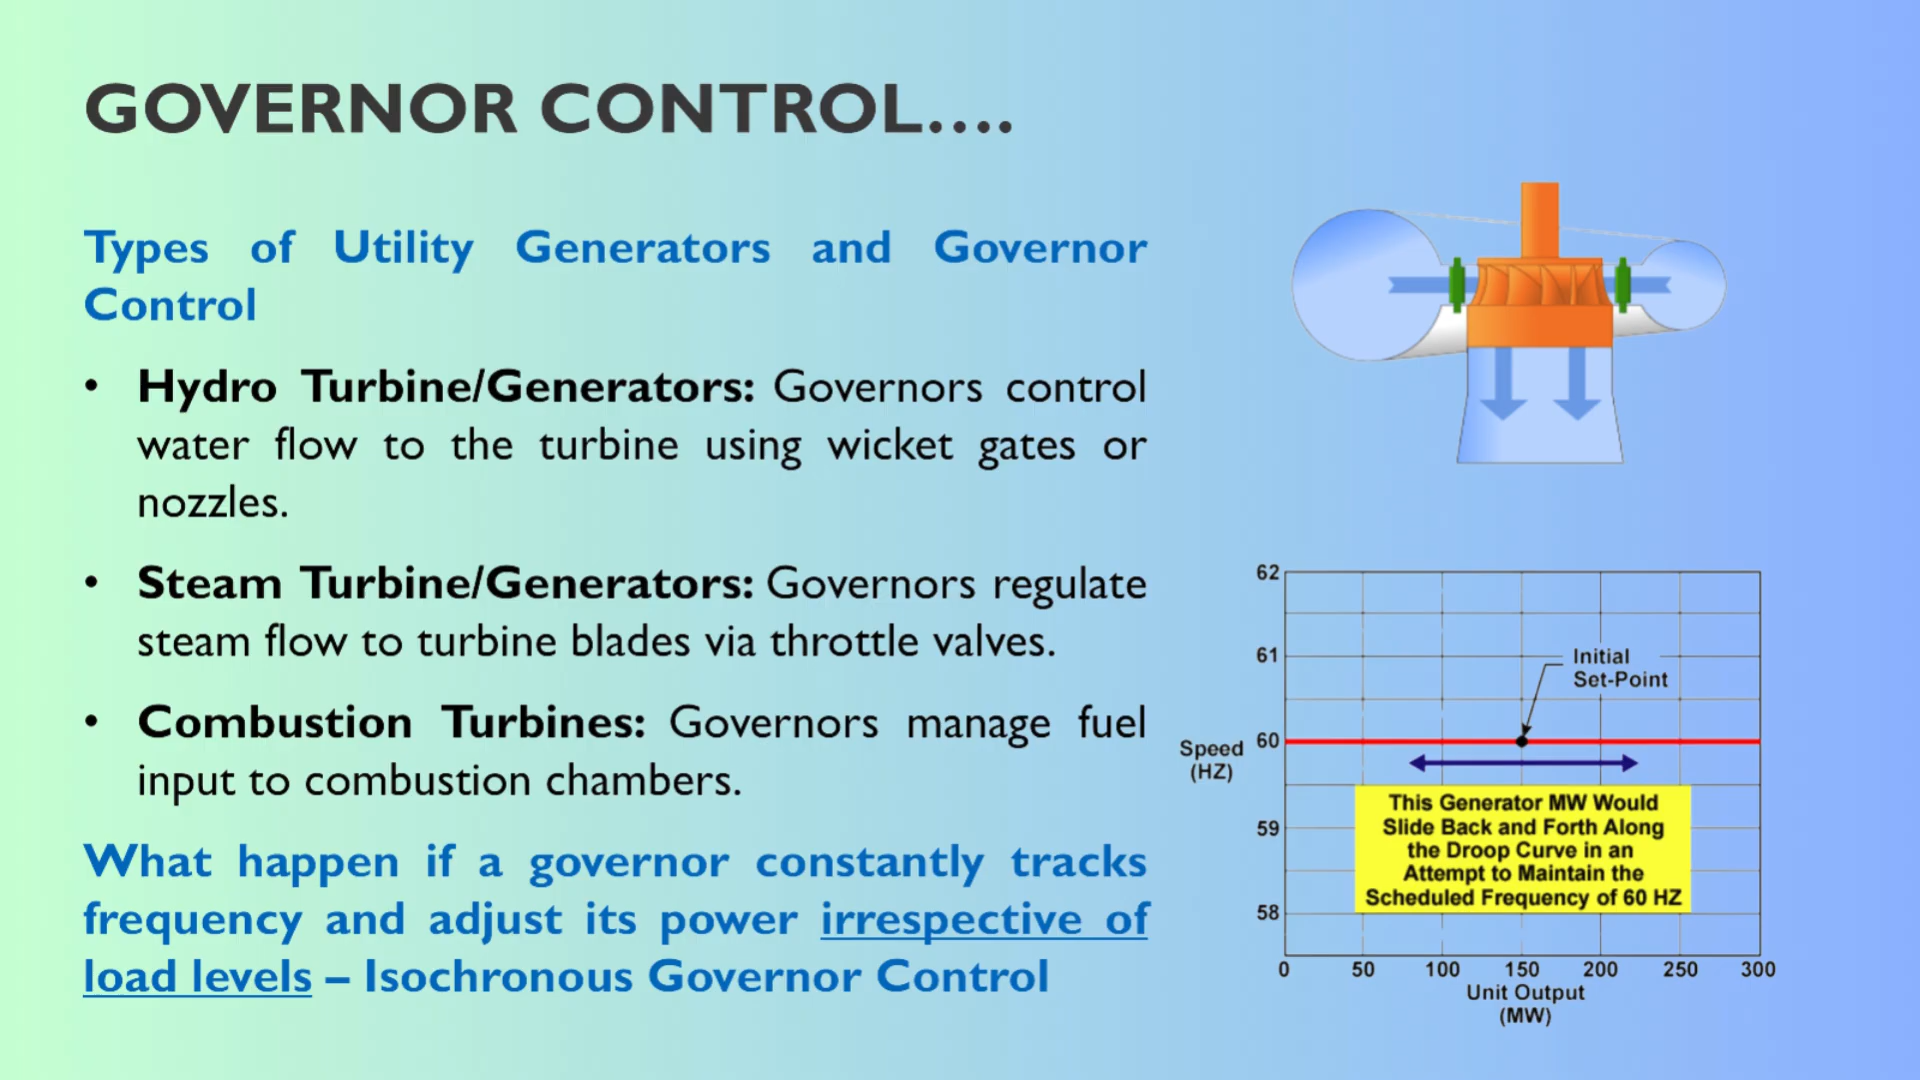 GOVERNOR CONTROL....
Types of Utility Generators and Governor
Control
• Hydro Turbine/Generators: Governors control
water flow to the turbine using wicket gates or
nozzles.
• Steam Turbine/Generators: Governors regulate
steam flow to turbine blades via throttle valves.
• Combustion Turbines: Governors manage fuel
input to combustion chambers.
What happen if a governor constantly tracks
frequency and adjust its power irrespective of
load levels – Isochronous Governor Control
62
61
60
59
58
Speed
(HZ)
Initial
Set-Point
This Generator MW Would
Slide Back and Forth Along
the Droop Curve in an
Attempt to Maintain the
Scheduled Frequency of 60 HZ
0 50 100 150 200 250 300
Unit Output
(MW)